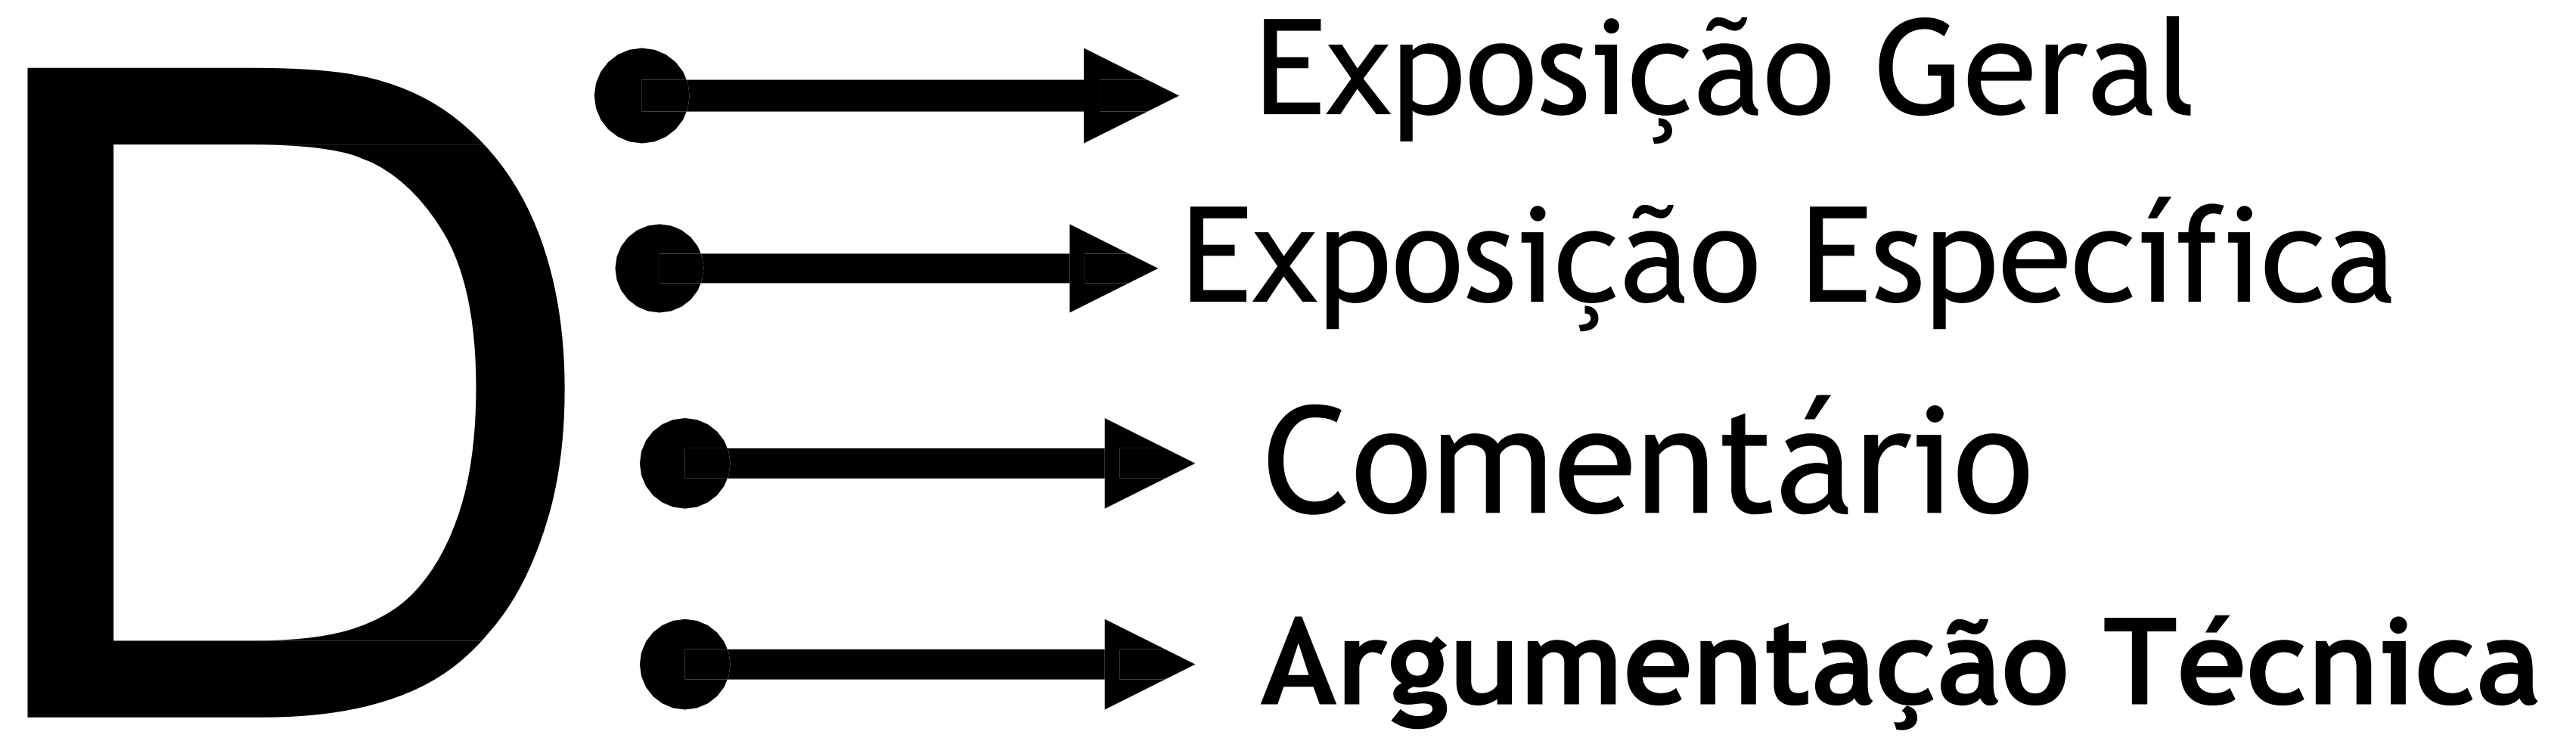 D
Exposição Geral
Exposição Específica
Comentário
Argumentação Técnica